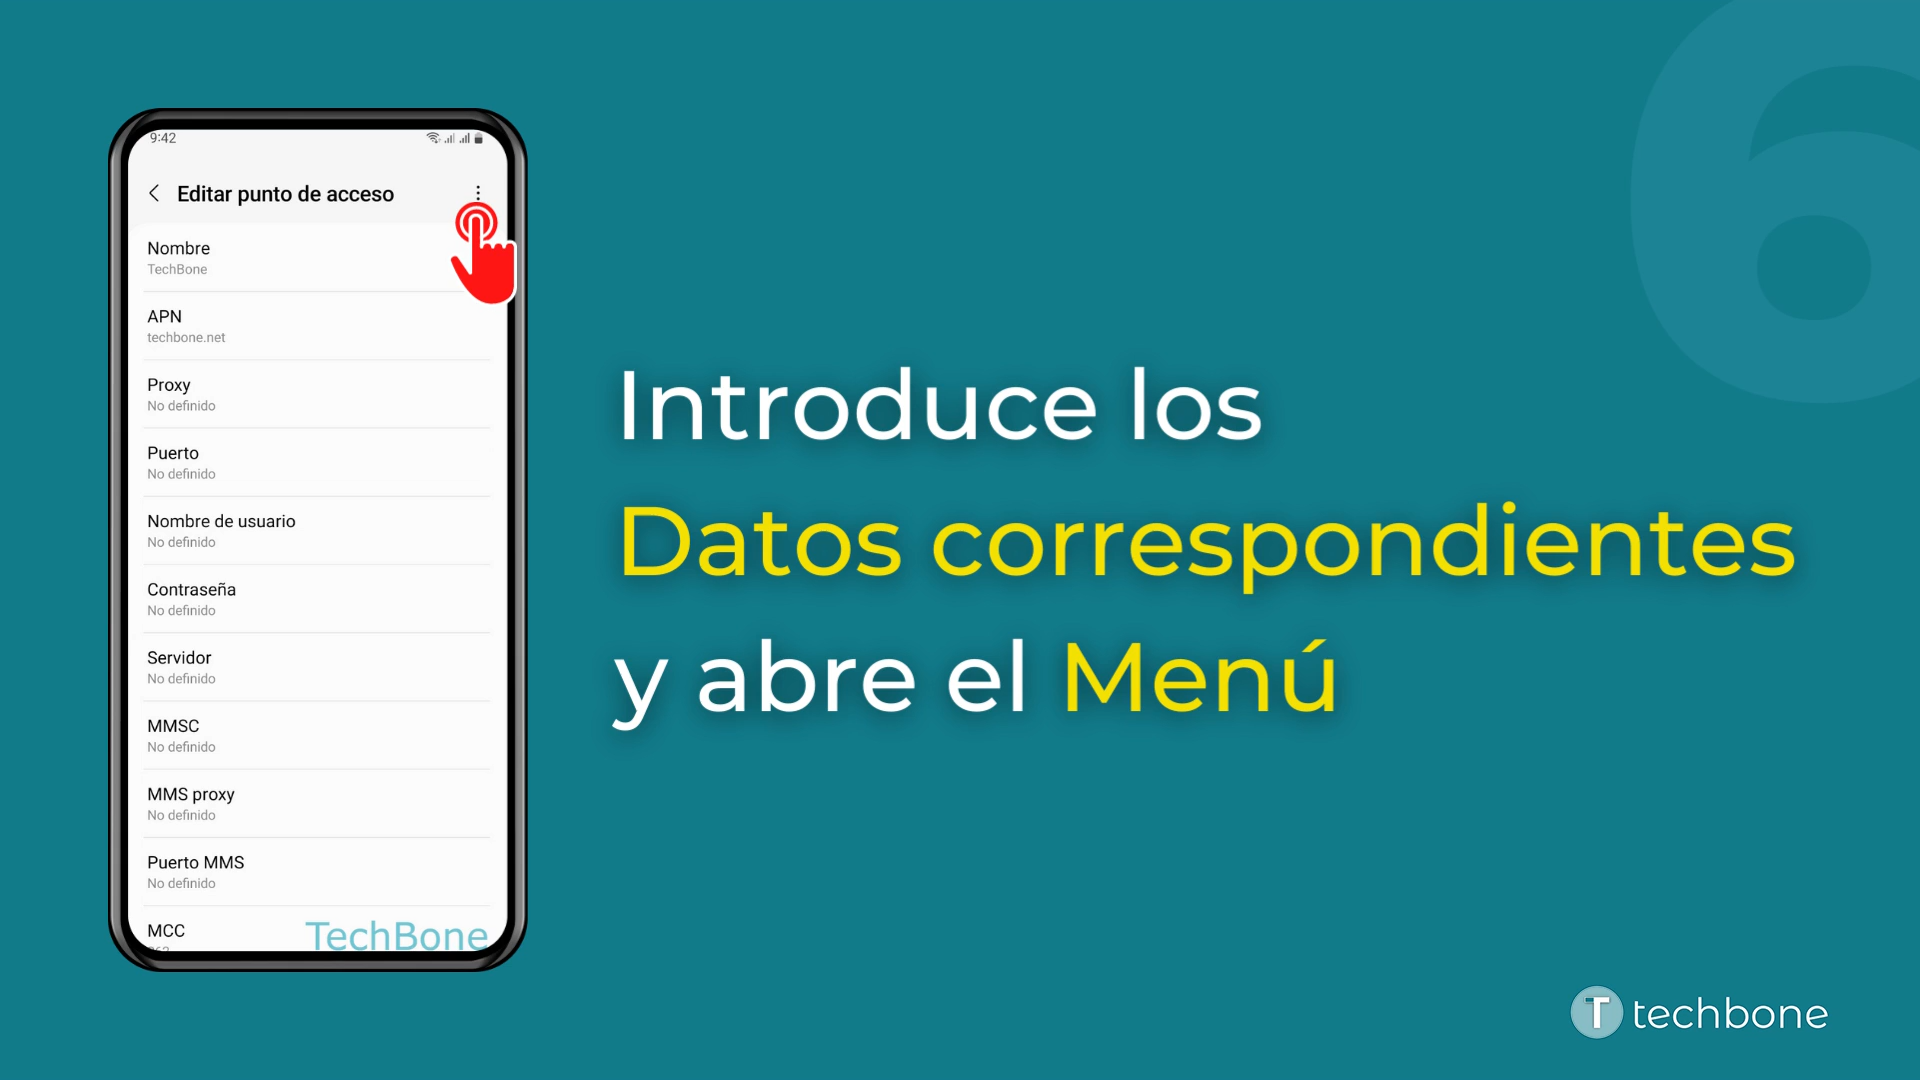 6
9:42
Editar punto de acceso
Nombre
TechBone
APN
techbone.net
Proxy
No definido
Puerto
No definido
Nombre de usuario
No definido
Contraseña
No definido
Servidor
No definido
MMSC
No definido
MMS proxy
No definido
Puerto MMS
No definido
MCC
TechBone
Introduce los
Datos correspondientes
y abre el Menú
T techbone